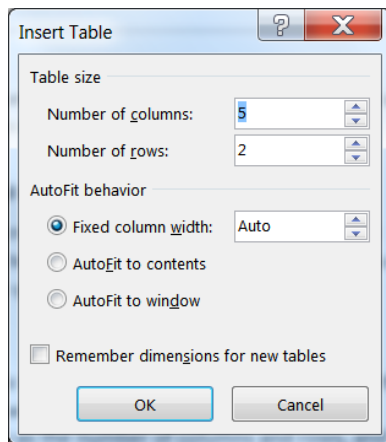 Insert Table
Table size
Number of columns: 5
Number of rows: 2
AutoFit behavior
Fixed column width: Auto
AutoFit to contents
AutoFit to window
Remember dimensions for new tables
OK Cancel